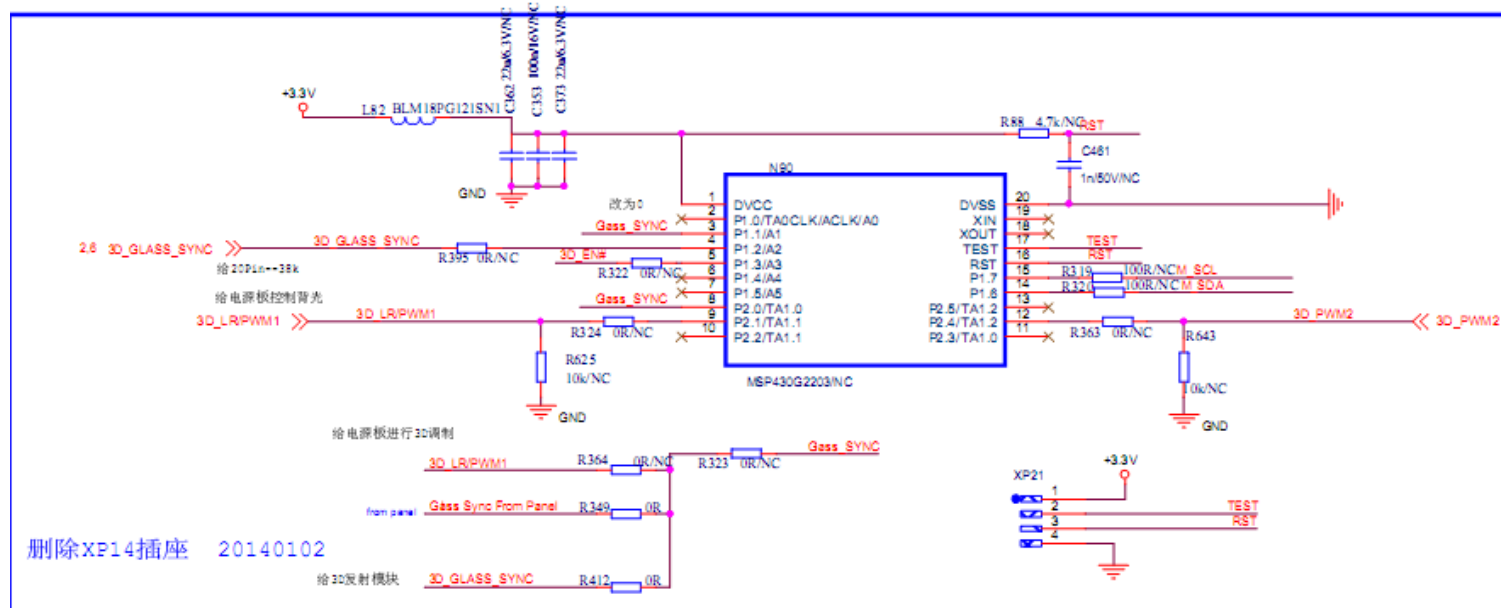 C362 22u/6.3V/NC
C353 100n/16V/NC
C373 22u/6.3V/NC
+3.3V
L82 BLM18PG121SN1
R88 4.7k/NC
RST
C461
1n/50V/NC
GND
N90
改为0
1 DVCC
2 P1.0/TA0CLK/ACLK/A0
3 P1.1/A1
4 P1.2/A2
5 P1.3/A3
6 P1.4/A4
7 P1.5/A5
8 P2.0/TA1.0
9 P2.1/TA1.1
10 P2.2/TA1.1
DVSS 20
XIN 19
XOUT 18
TEST 17
RST 16
P1.7 15
P1.6 14
P2.5/TA1.2 13
P2.4/TA1.2 12
P2.3/TA1.0 11
MSP430G2203/NC
Gass_SYNC
2,6 3D_GLASS_SYNC
3D_GLASS_SYNC
R395 0R/NC
给20Pin--38k
3D_EN#
R322 0R/NC
给电源板控制背光
Gass_SYNC
3D_LR/PWM1
3D_LR/PWM1
R324 0R/NC
R625
10k/NC
GND
TEST
RST
R319 100R/NC M_SCL
R320 100R/NC M_SDA
R363 0R/NC
3D_PWM2
3D_PWM2
R643
10k/NC
GND
给电源板进行3D调制
3D_LR/PWM1
R364 0R/NC
R323 0R/NC
Gass_SYNC
from panel
Gass Sync From Panel
R349 0R
删除XP14插座 20140102
给3D发射模块
3D_GLASS_SYNC
R412 0R
+3.3V
XP21
1
2
3
4
TEST
RST